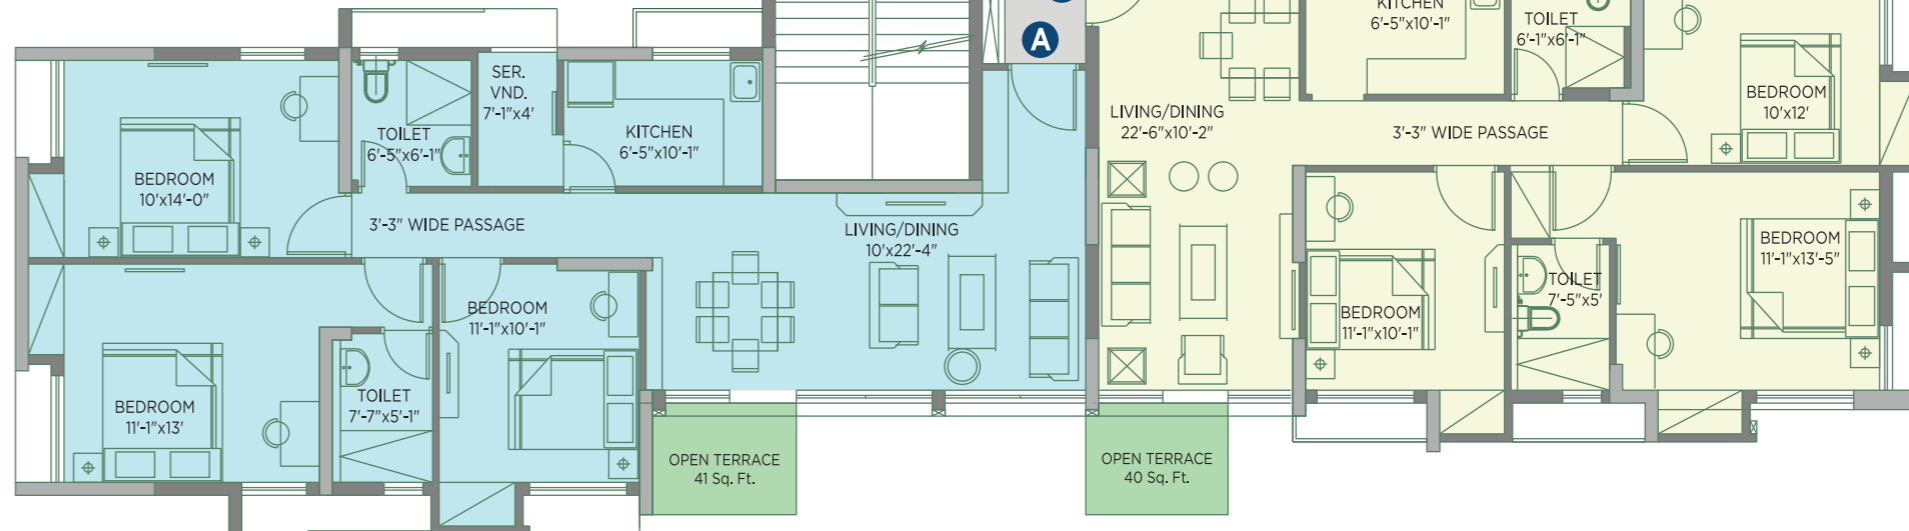 BEDROOM
10'x14'-0"
TOILET
6'-5"x6'-1"
SER.
VND.
7'-1"x4'
KITCHEN
6'-5"x10'-1"
3'-3" WIDE PASSAGE
LIVING/DINING
10'x22'-4"
BEDROOM
11'-1"x13'
TOILET
7'-7"x5'-1"
BEDROOM
11'-1"x10'-1"
OPEN TERRACE
41 Sq. Ft.
A
LIVING/DINING
22'-6"x10'-2"
KITCHEN
6'-5"x10'-1"
TOILET
6'-1"x6'-1"
BEDROOM
10'x12'
3'-3" WIDE PASSAGE
BEDROOM
11'-1"x10'-1"
TOILET
7'-5"x5'
BEDROOM
11'-1"x13'-5"
OPEN TERRACE
40 Sq. Ft.